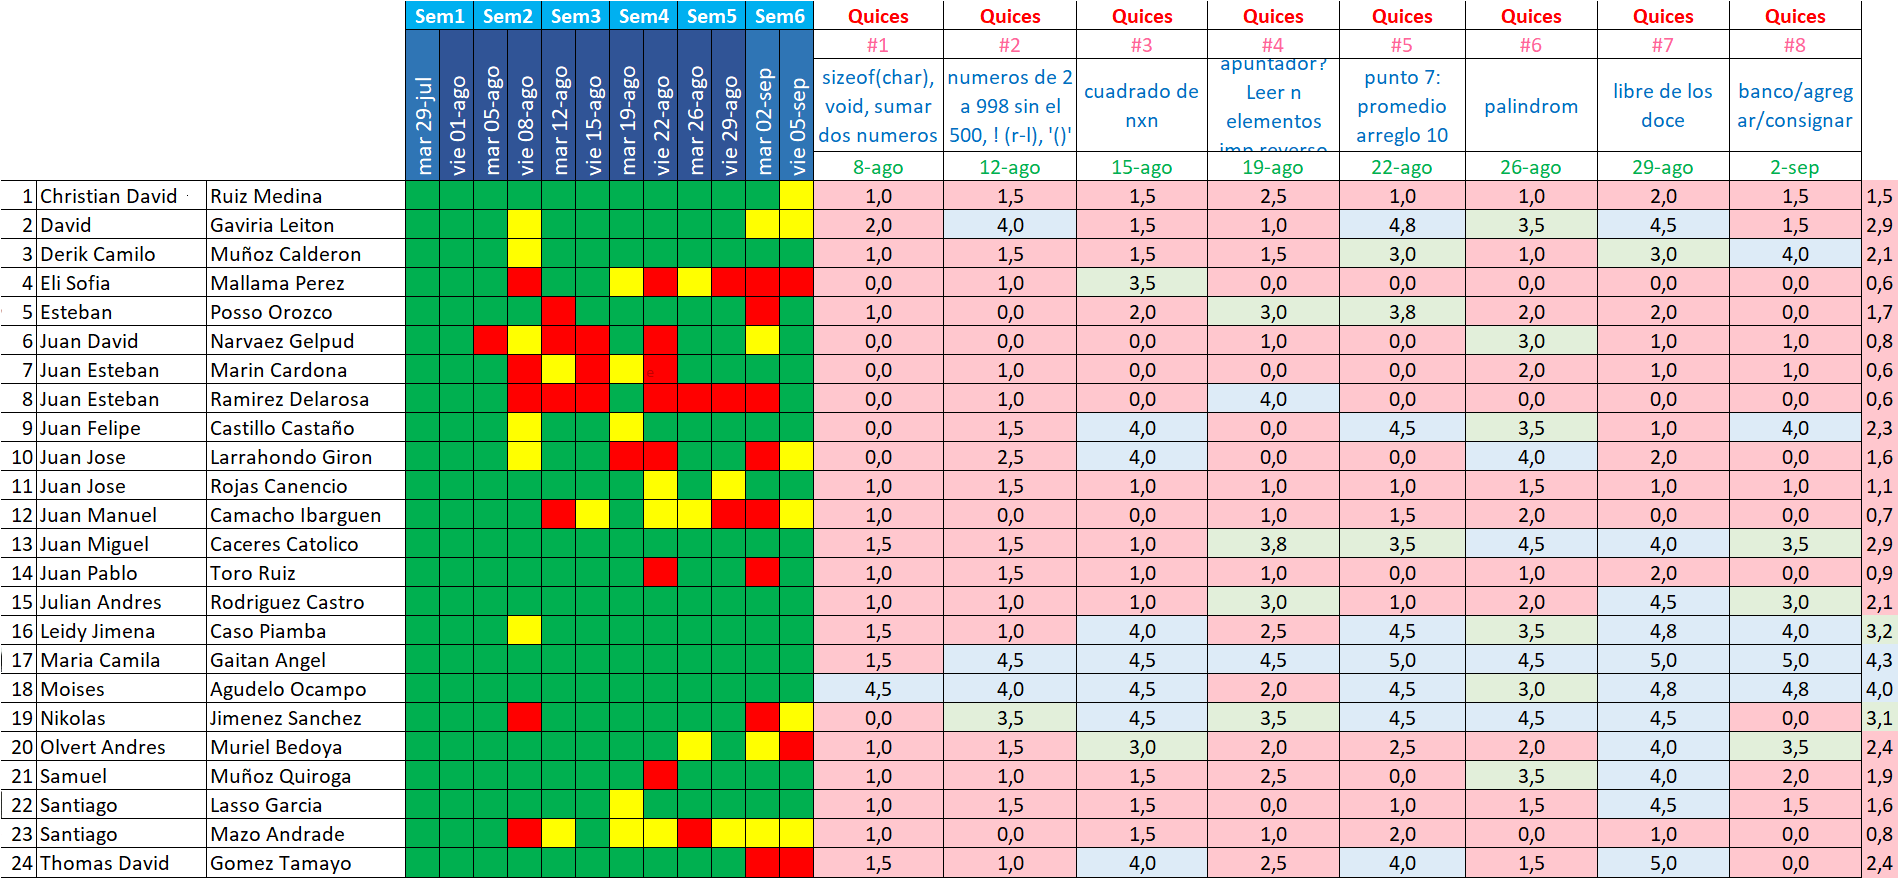 Sem1 Sem2 Sem3 Sem4 Sem5 Sem6 Quices Quices Quices Quices Quices Quices Quices Quices
#1 #2 #3 #4 #5 #6 #7 #8
mar 29-jul vie 01-ago mar 05-ago vie 08-ago mar 12-ago vie 15-ago mar 19-ago vie 22-ago mar 26-ago vie 29-ago mar 02-sep vie 05-sep
sizeof(char),
void, sumar
dos numeros
numeros de 2
a 998 sin el
500, ! (r-l), '()'
cuadrado de
nxn
apuntador?
Leer n
elementos
imp reverso
punto 7:
promedio
arreglo 10
palindrom
libre de los
doce
banco/agreg
ar/consignar
8-ago 12-ago 15-ago 19-ago 22-ago 26-ago 29-ago 2-sep
1 Christian David Ruiz Medina 1,0 1,5 1,5 2,5 1,0 1,0 2,0 1,5 1,5
2 David Gaviria Leiton 2,0 4,0 1,5 1,0 4,8 3,5 4,5 1,5 2,9
3 Derik Camilo Muñoz Calderon 1,0 1,5 1,5 1,5 3,0 1,0 3,0 4,0 2,1
4 Eli Sofia Mallama Perez 0,0 1,0 3,5 0,0 0,0 0,0 0,0 0,0 0,6
5 Esteban Posso Orozco 1,0 0,0 2,0 3,0 3,8 2,0 2,0 0,0 1,7
6 Juan David Narvaez Gelpud 0,0 0,0 0,0 1,0 0,0 3,0 1,0 1,0 0,8
7 Juan Esteban Marin Cardona e 0,0 1,0 0,0 0,0 0,0 2,0 1,0 1,0 0,6
8 Juan Esteban Ramirez Delarosa 0,0 1,0 0,0 4,0 0,0 0,0 0,0 0,0 0,6
9 Juan Felipe Castillo Castaño 0,0 1,5 4,0 0,0 4,5 3,5 1,0 4,0 2,3
10 Juan Jose Larrahondo Giron 0,0 2,5 4,0 0,0 0,0 4,0 2,0 0,0 1,6
11 Juan Jose Rojas Canencio 1,0 1,5 1,0 1,0 1,0 1,5 1,0 1,0 1,1
12 Juan Manuel Camacho Ibarguen 1,0 0,0 0,0 1,0 1,5 2,0 0,0 0,0 0,7
13 Juan Miguel Caceres Catolico 1,5 1,5 1,0 3,8 3,5 4,5 4,0 3,5 2,9
14 Juan Pablo Toro Ruiz 1,0 1,5 1,0 1,0 0,0 1,0 2,0 0,0 0,9
15 Julian Andres Rodriguez Castro 1,0 1,0 1,0 3,0 1,0 2,0 4,5 3,0 2,1
16 Leidy Jimena Caso Piamba 1,5 1,0 4,0 2,5 4,5 3,5 4,8 4,0 3,2
17 Maria Camila Gaitan Angel 1,5 4,5 4,5 4,5 5,0 4,5 5,0 5,0 4,3
18 Moises Agudelo Ocampo 4,5 4,0 4,5 2,0 4,5 3,0 4,8 4,8 4,0
19 Nikolas Jimenez Sanchez 0,0 3,5 4,5 3,5 4,5 4,5 4,5 0,0 3,1
20 Olvert Andres Muriel Bedoya 1,0 1,5 3,0 2,0 2,5 2,0 4,0 3,5 2,4
21 Samuel Muñoz Quiroga 1,0 1,0 1,5 2,5 0,0 3,5 4,0 2,0 1,9
22 Santiago Lasso Garcia 1,0 1,5 1,5 0,0 1,0 1,5 4,5 1,5 1,6
23 Santiago Mazo Andrade 1,0 0,0 1,5 1,0 2,0 0,0 1,0 0,0 0,8
24 Thomas David Gomez Tamayo 1,5 1,0 4,0 2,5 4,0 1,5 5,0 0,0 2,4